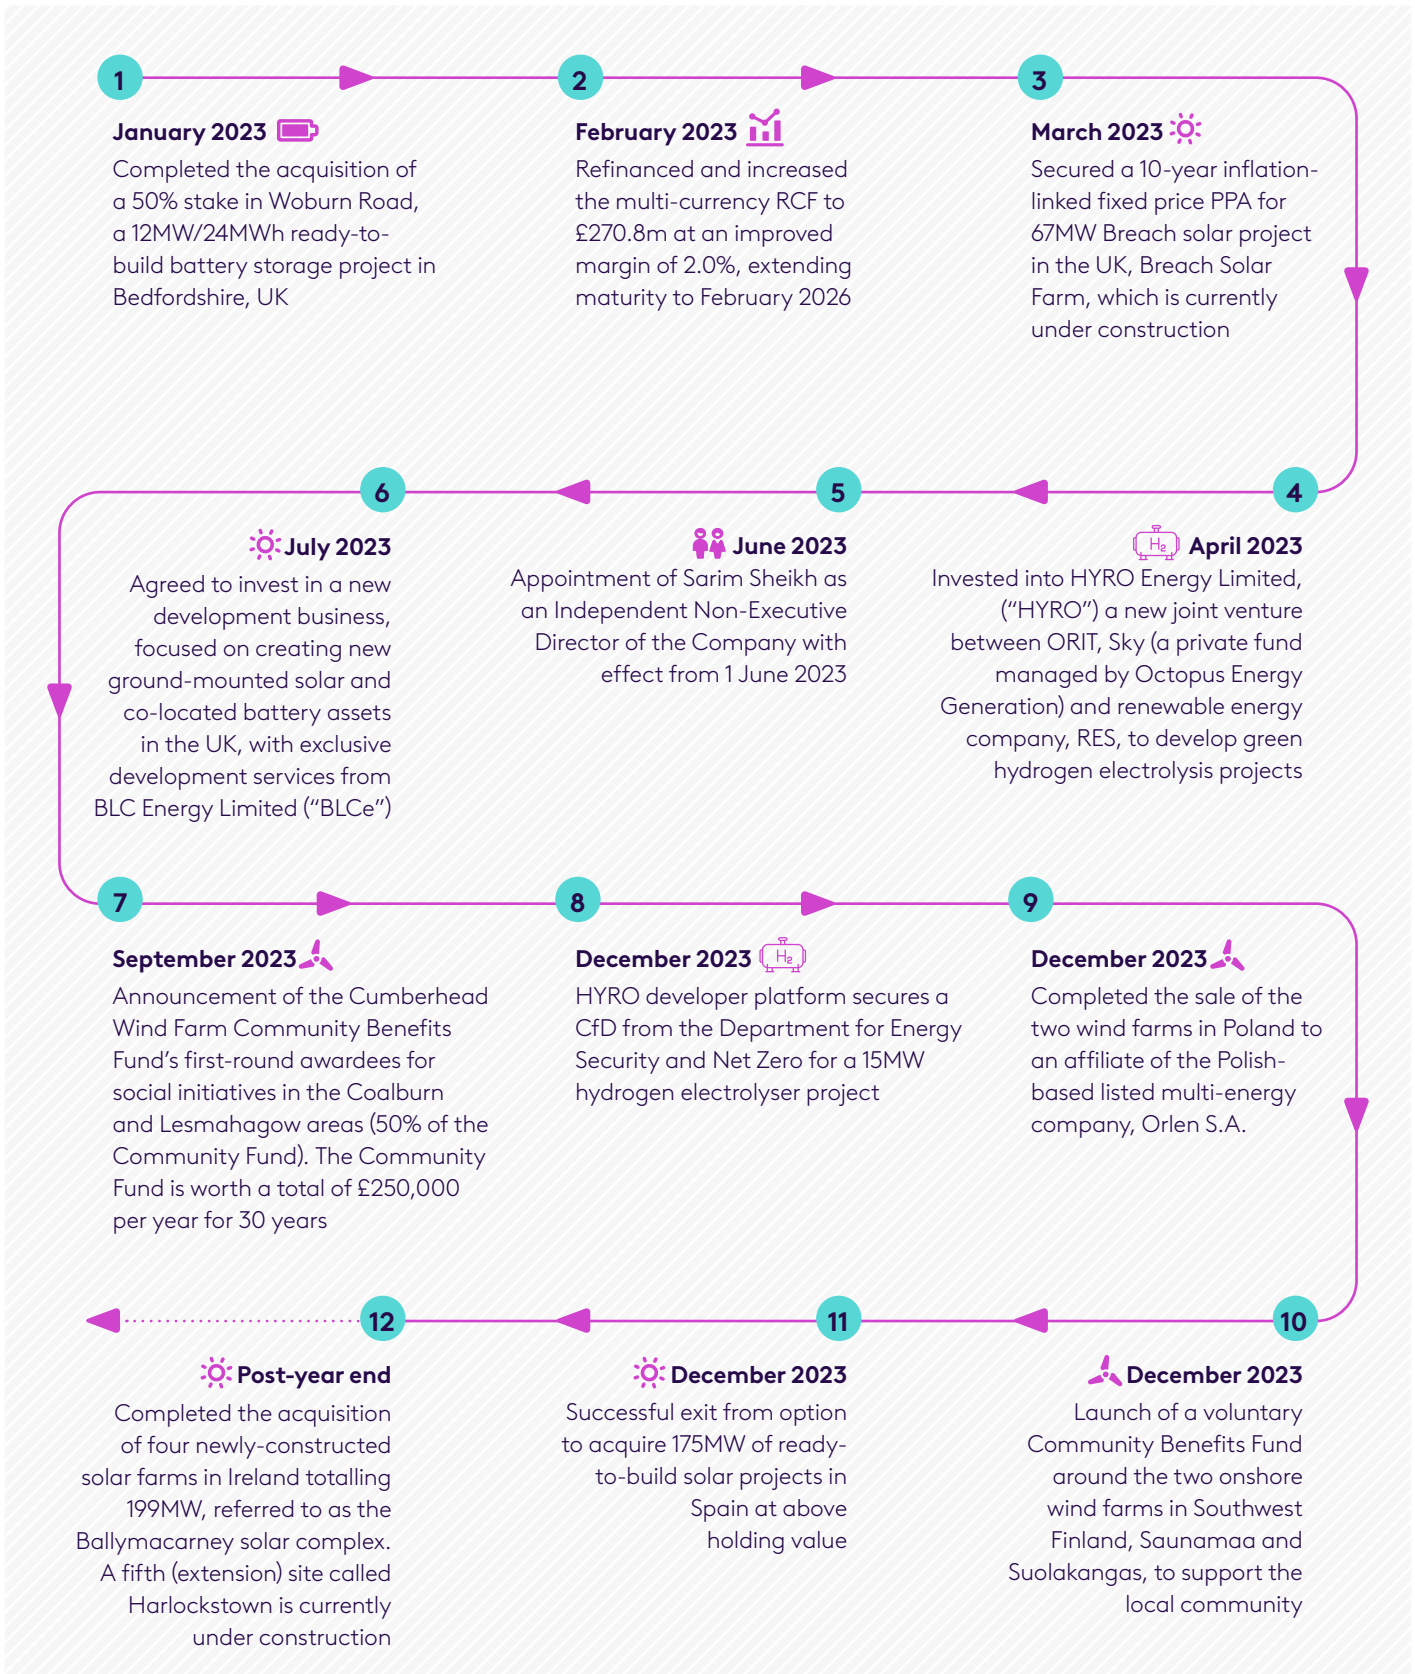 1
January 2023
Completed the acquisition of
a 50% stake in Woburn Road,
a 12MW/24MWh ready-to-
build battery storage project in
Bedfordshire, UK
2
February 2023
Refinanced and increased
the multi-currency RCF to
£270.8m at an improved
margin of 2.0%, extending
maturity to February 2026
3
March 2023
Secured a 10-year inflation-
linked fixed price PPA for
67MW Breach solar project
in the UK, Breach Solar
Farm, which is currently
under construction
4
H2
April 2023
Invested into HYRO Energy Limited,
(“HYRO”) a new joint venture
between ORIT, Sky (a private fund
managed by Octopus Energy
Generation) and renewable energy
company, RES, to develop green
hydrogen electrolysis projects
5
June 2023
Appointment of Sarim Sheikh as
an Independent Non-Executive
Director of the Company with
effect from 1 June 2023
6
July 2023
Agreed to invest in a new
development business,
focused on creating new
ground-mounted solar and
co-located battery assets
in the UK, with exclusive
development services from
BLC Energy Limited (“BLCe”)
7
September 2023
Announcement of the Cumberhead
Wind Farm Community Benefits
Fund’s first-round awardees for
social initiatives in the Coalburn
and Lesmahagow areas (50% of the
Community Fund). The Community
Fund is worth a total of £250,000
per year for 30 years
8
December 2023
H2
HYRO developer platform secures a
CfD from the Department for Energy
Security and Net Zero for a 15MW
hydrogen electrolyser project
9
December 2023
Completed the sale of the
two wind farms in Poland to
an affiliate of the Polish-
based listed multi-energy
company, Orlen S.A.
10
December 2023
Launch of a voluntary
Community Benefits Fund
around the two onshore
wind farms in Southwest
Finland, Saunamaa and
Suolakangas, to support the
local community
11
December 2023
Successful exit from option
to acquire 175MW of ready-
to-build solar projects in
Spain at above
holding value
12
Post-year end
Completed the acquisition
of four newly-constructed
solar farms in Ireland totalling
199MW, referred to as the
Ballymacarney solar complex.
A fifth (extension) site called
Harlockstown is currently
under construction